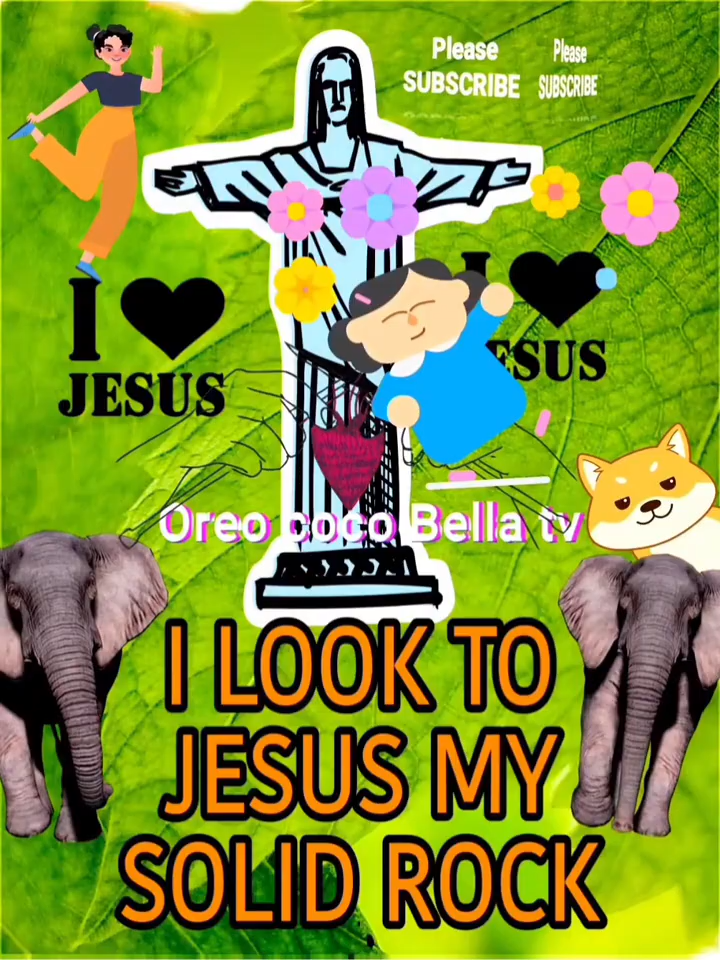 Please
SUBSCRIBE
Please
SUBSCRIBE
I ♥
JESUS
I ♥
ESUS
Oreo coco Bella tv
I LOOK TO
JESUS MY
SOLID ROCK